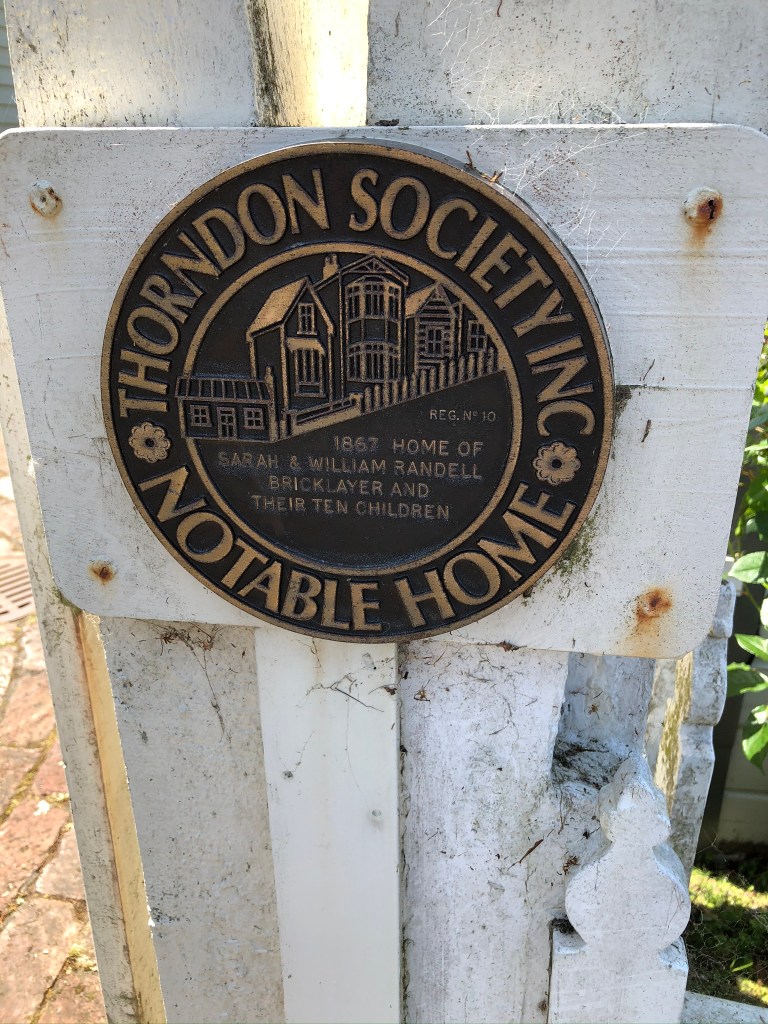 THORNDON SOCIETY INC
REG. Nº 10
1867 HOME OF
SARAH & WILLIAM RANDELL
BRICKLAYER AND
THEIR TEN CHILDREN
NOTABLE HOME